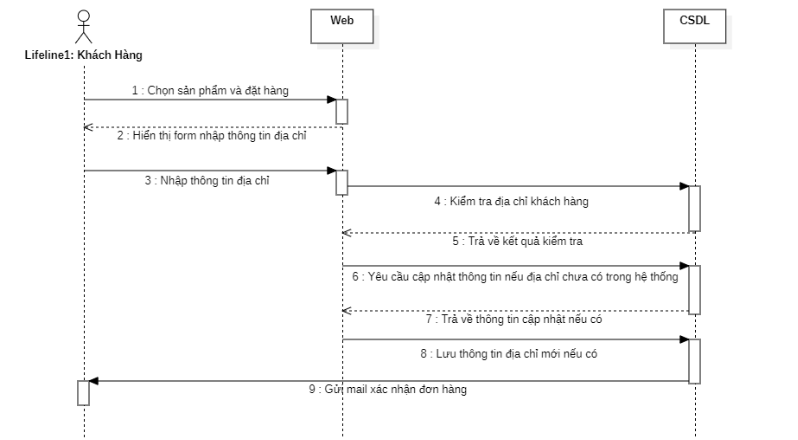 Web
CSDL
Lifeline1: Khách Hàng
1 : Chọn sản phẩm và đặt hàng
2 : Hiển thị form nhập thông tin địa chỉ
3 : Nhập thông tin địa chỉ
4 : Kiểm tra địa chỉ khách hàng
5 : Trả về kết quả kiểm tra
6 : Yêu cầu cập nhật thông tin nếu địa chỉ chưa có trong hệ thống
7 : Trả về thông tin cập nhật nếu có
8 : Lưu thông tin địa chỉ mới nếu có
9 : Gửi mail xác nhận đơn hàng